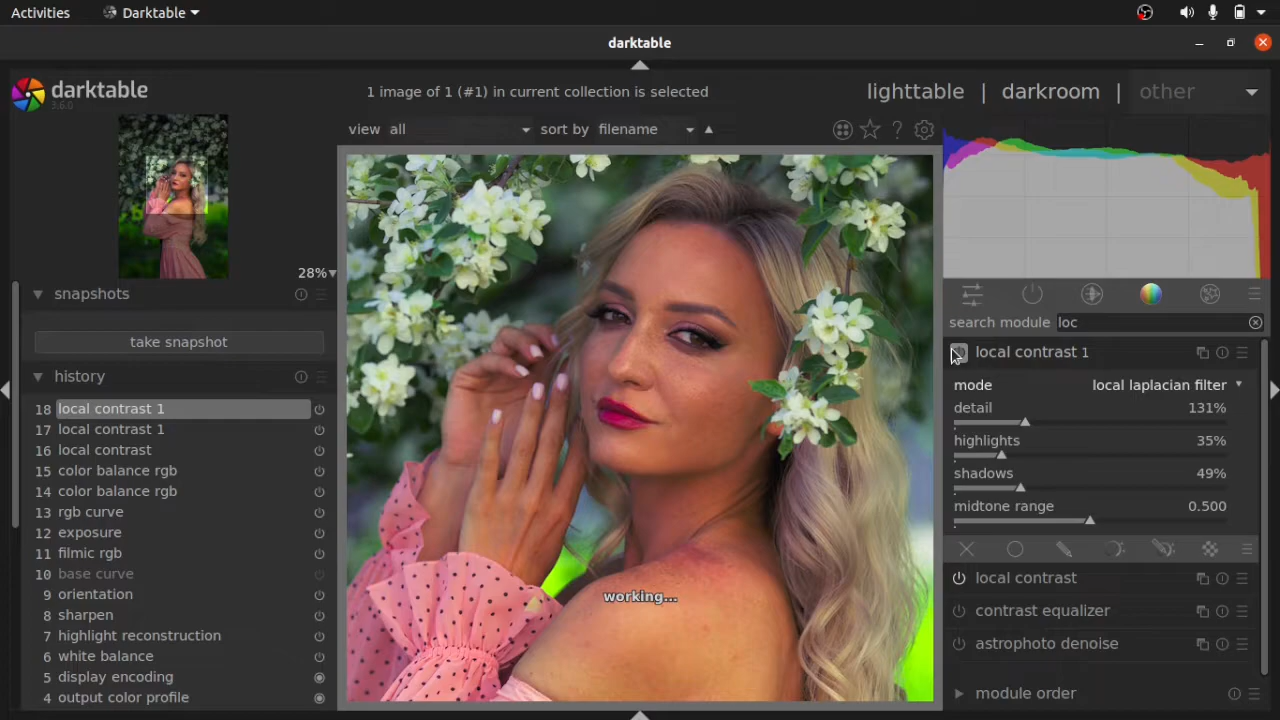 Activities
Darktable
darktable
darktable
3.6.0
1 image of 1 (#1) in current collection is selected
lighttable | darkroom | other
view all
sort by filename
28%
snapshots
take snapshot
history
18 local contrast 1
17 local contrast 1
16 local contrast
15 color balance rgb
14 color balance rgb
13 rgb curve
12 exposure
11 filmic rgb
10 base curve
9 orientation
8 sharpen
7 highlight reconstruction
6 white balance
5 display encoding
4 output color profile
working...
search module loc
local contrast 1
mode local laplacian filter
detail 131%
highlights 35%
shadows 49%
midtone range 0.500
local contrast
contrast equalizer
astrophoto denoise
module order